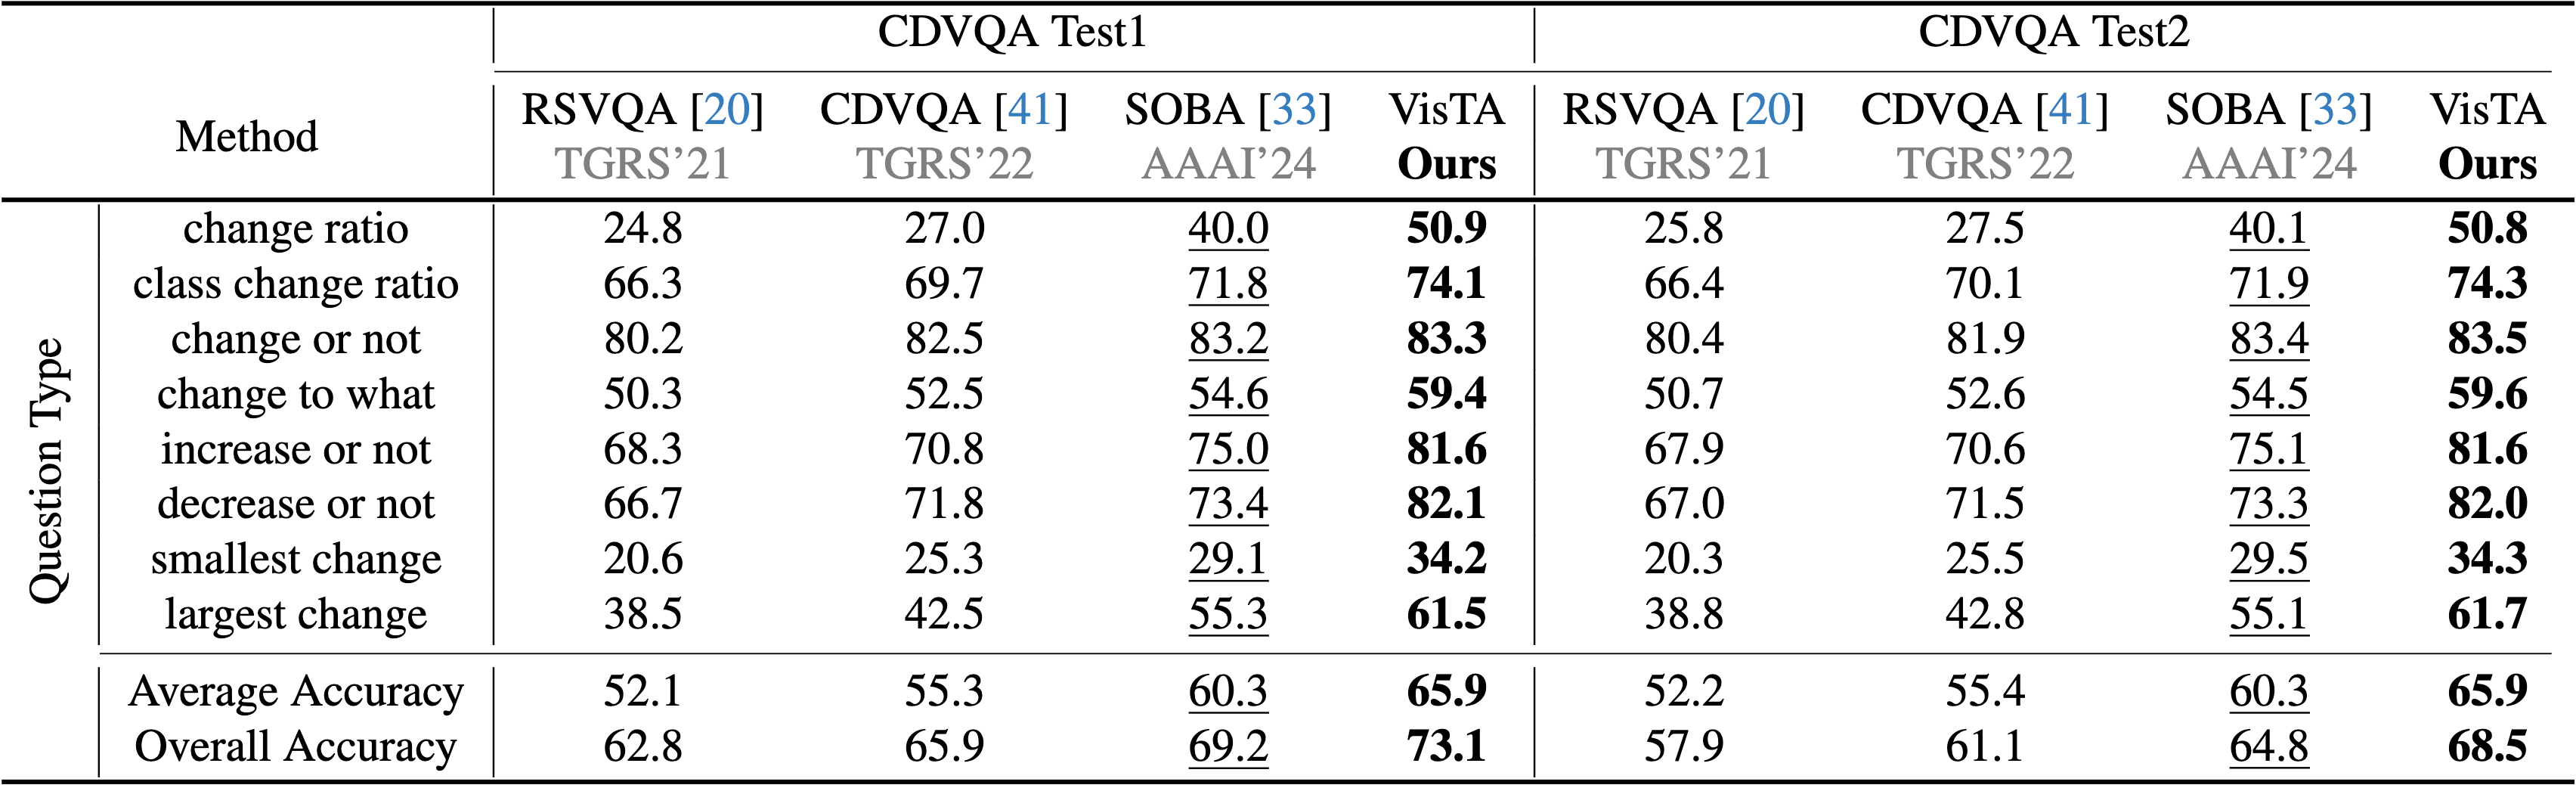 CDVQA Test1 CDVQA Test2
Method RSVQA [20] CDVQA [41] SOBA [33] VisTA RSVQA [20] CDVQA [41] SOBA [33] VisTA
TGRS’21 TGRS’22 AAAI’24 Ours TGRS’21 TGRS’22 AAAI’24 Ours
Question Type
change ratio 24.8 27.0 40.0 50.9 25.8 27.5 40.1 50.8
class change ratio 66.3 69.7 71.8 74.1 66.4 70.1 71.9 74.3
change or not 80.2 82.5 83.2 83.3 80.4 81.9 83.4 83.5
change to what 50.3 52.5 54.6 59.4 50.7 52.6 54.5 59.6
increase or not 68.3 70.8 75.0 81.6 67.9 70.6 75.1 81.6
decrease or not 66.7 71.8 73.4 82.1 67.0 71.5 73.3 82.0
smallest change 20.6 25.3 29.1 34.2 20.3 25.5 29.5 34.3
largest change 38.5 42.5 55.3 61.5 38.8 42.8 55.1 61.7
Average Accuracy 52.1 55.3 60.3 65.9 52.2 55.4 60.3 65.9
Overall Accuracy 62.8 65.9 69.2 73.1 57.9 61.1 64.8 68.5